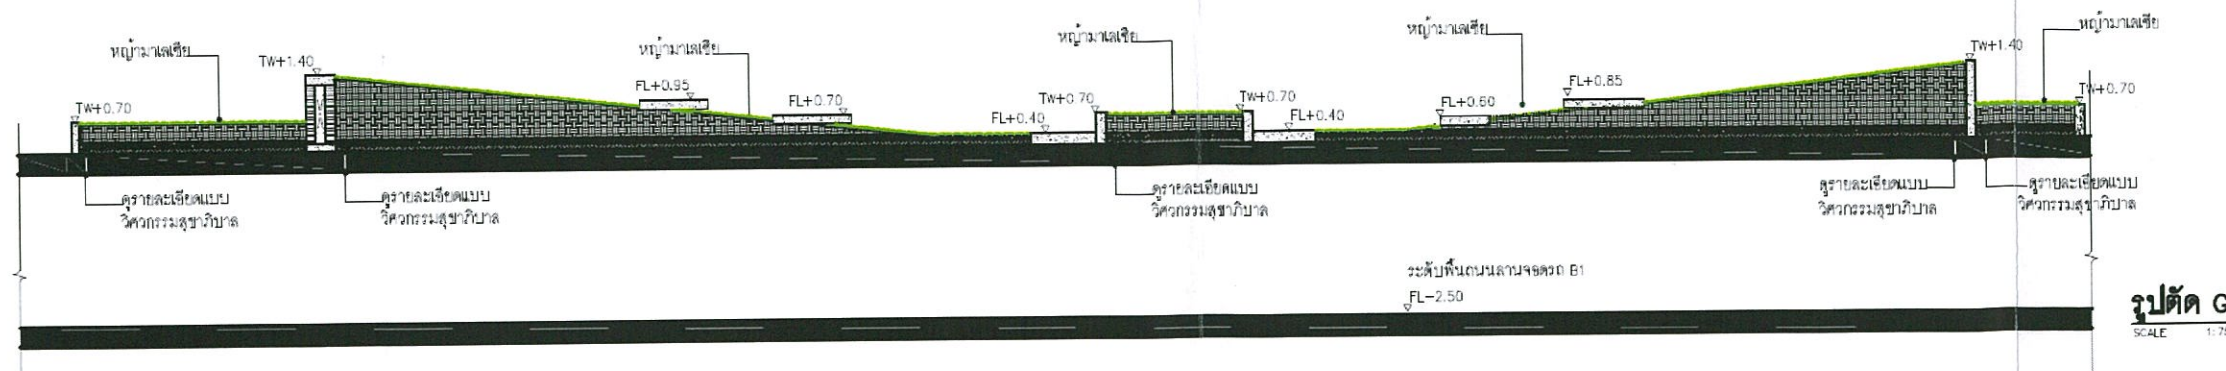 หญ้ามาเลเซีย
หญ้ามาเลเซีย
หญ้ามาเลเซีย
หญ้ามาเลเซีย
หญ้ามาเลเซีย
TW+0.70
TW+1.40
FL+0.95
FL+0.70
FL+0.40
TW+0.70
TW+0.70
FL+0.40
FL+0.60
FL+0.85
TW+1.40
TW+0.70
ดูรายละเอียดแบบ
วิศวกรรมสุขาภิบาล
ดูรายละเอียดแบบ
วิศวกรรมสุขาภิบาล
ดูรายละเอียดแบบ
วิศวกรรมสุขาภิบาล
ดูรายละเอียดแบบ
วิศวกรรมสุขาภิบาล
ดูรายละเอียดแบบ
วิศวกรรมสุขาภิบาล
ระดับพื้นถนนลานจอดรถ B1
FL-2.50
รูปตัด
SCALE